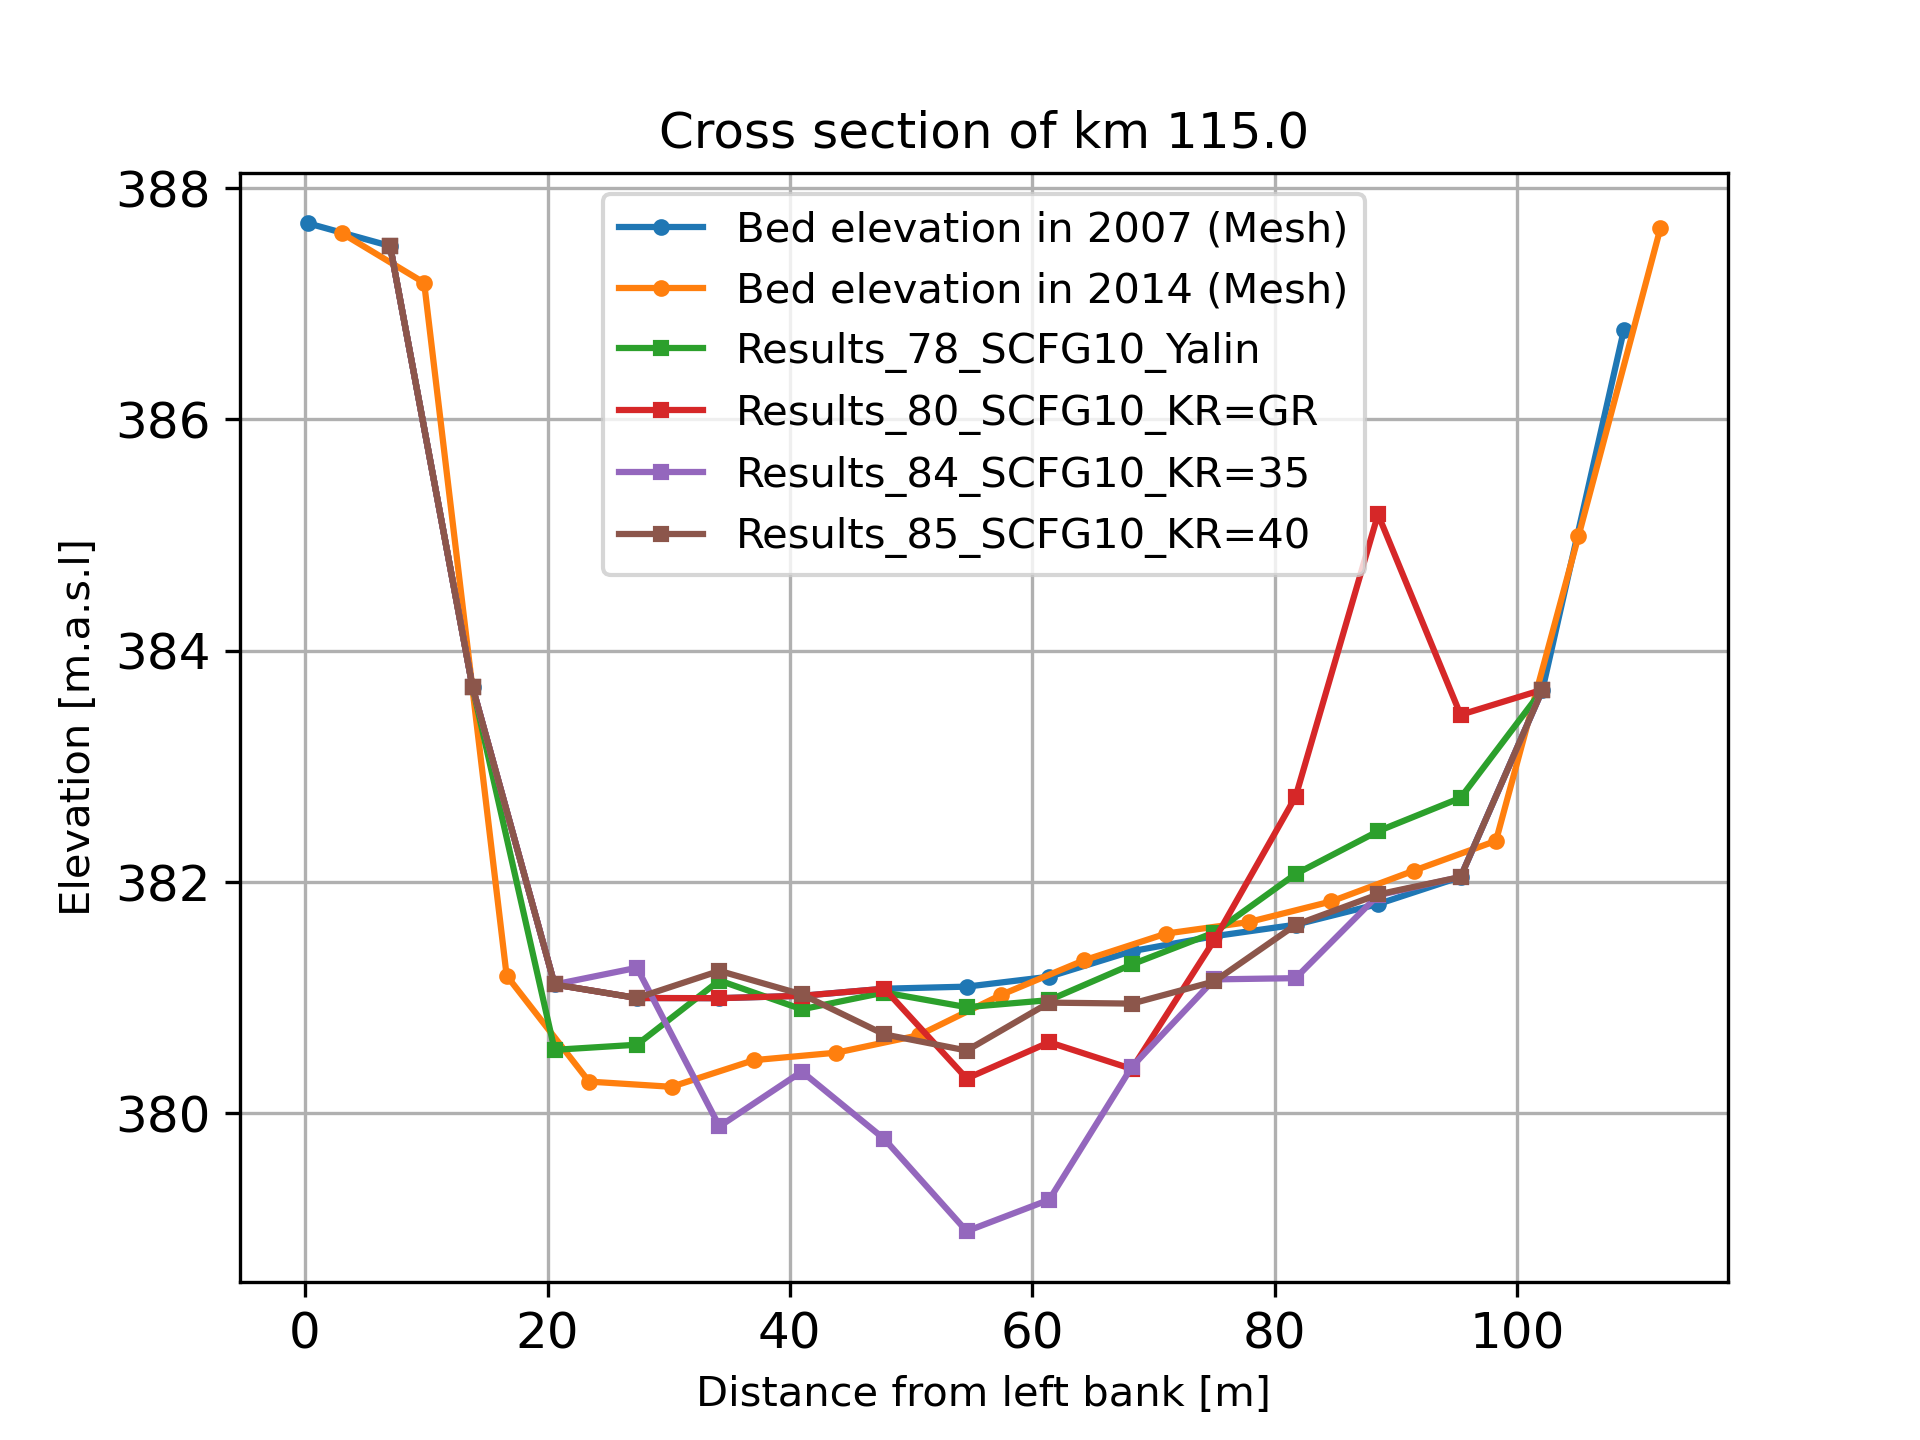 Cross section of km 115.0
388
386
384
382
380
Elevation [m.a.s.l]
Bed elevation in 2007 (Mesh)
Bed elevation in 2014 (Mesh)
Results_78_SCFG10_Yalin
Results_80_SCFG10_KR=GR
Results_84_SCFG10_KR=35
Results_85_SCFG10_KR=40
0 20 40 60 80 100
Distance from left bank [m]